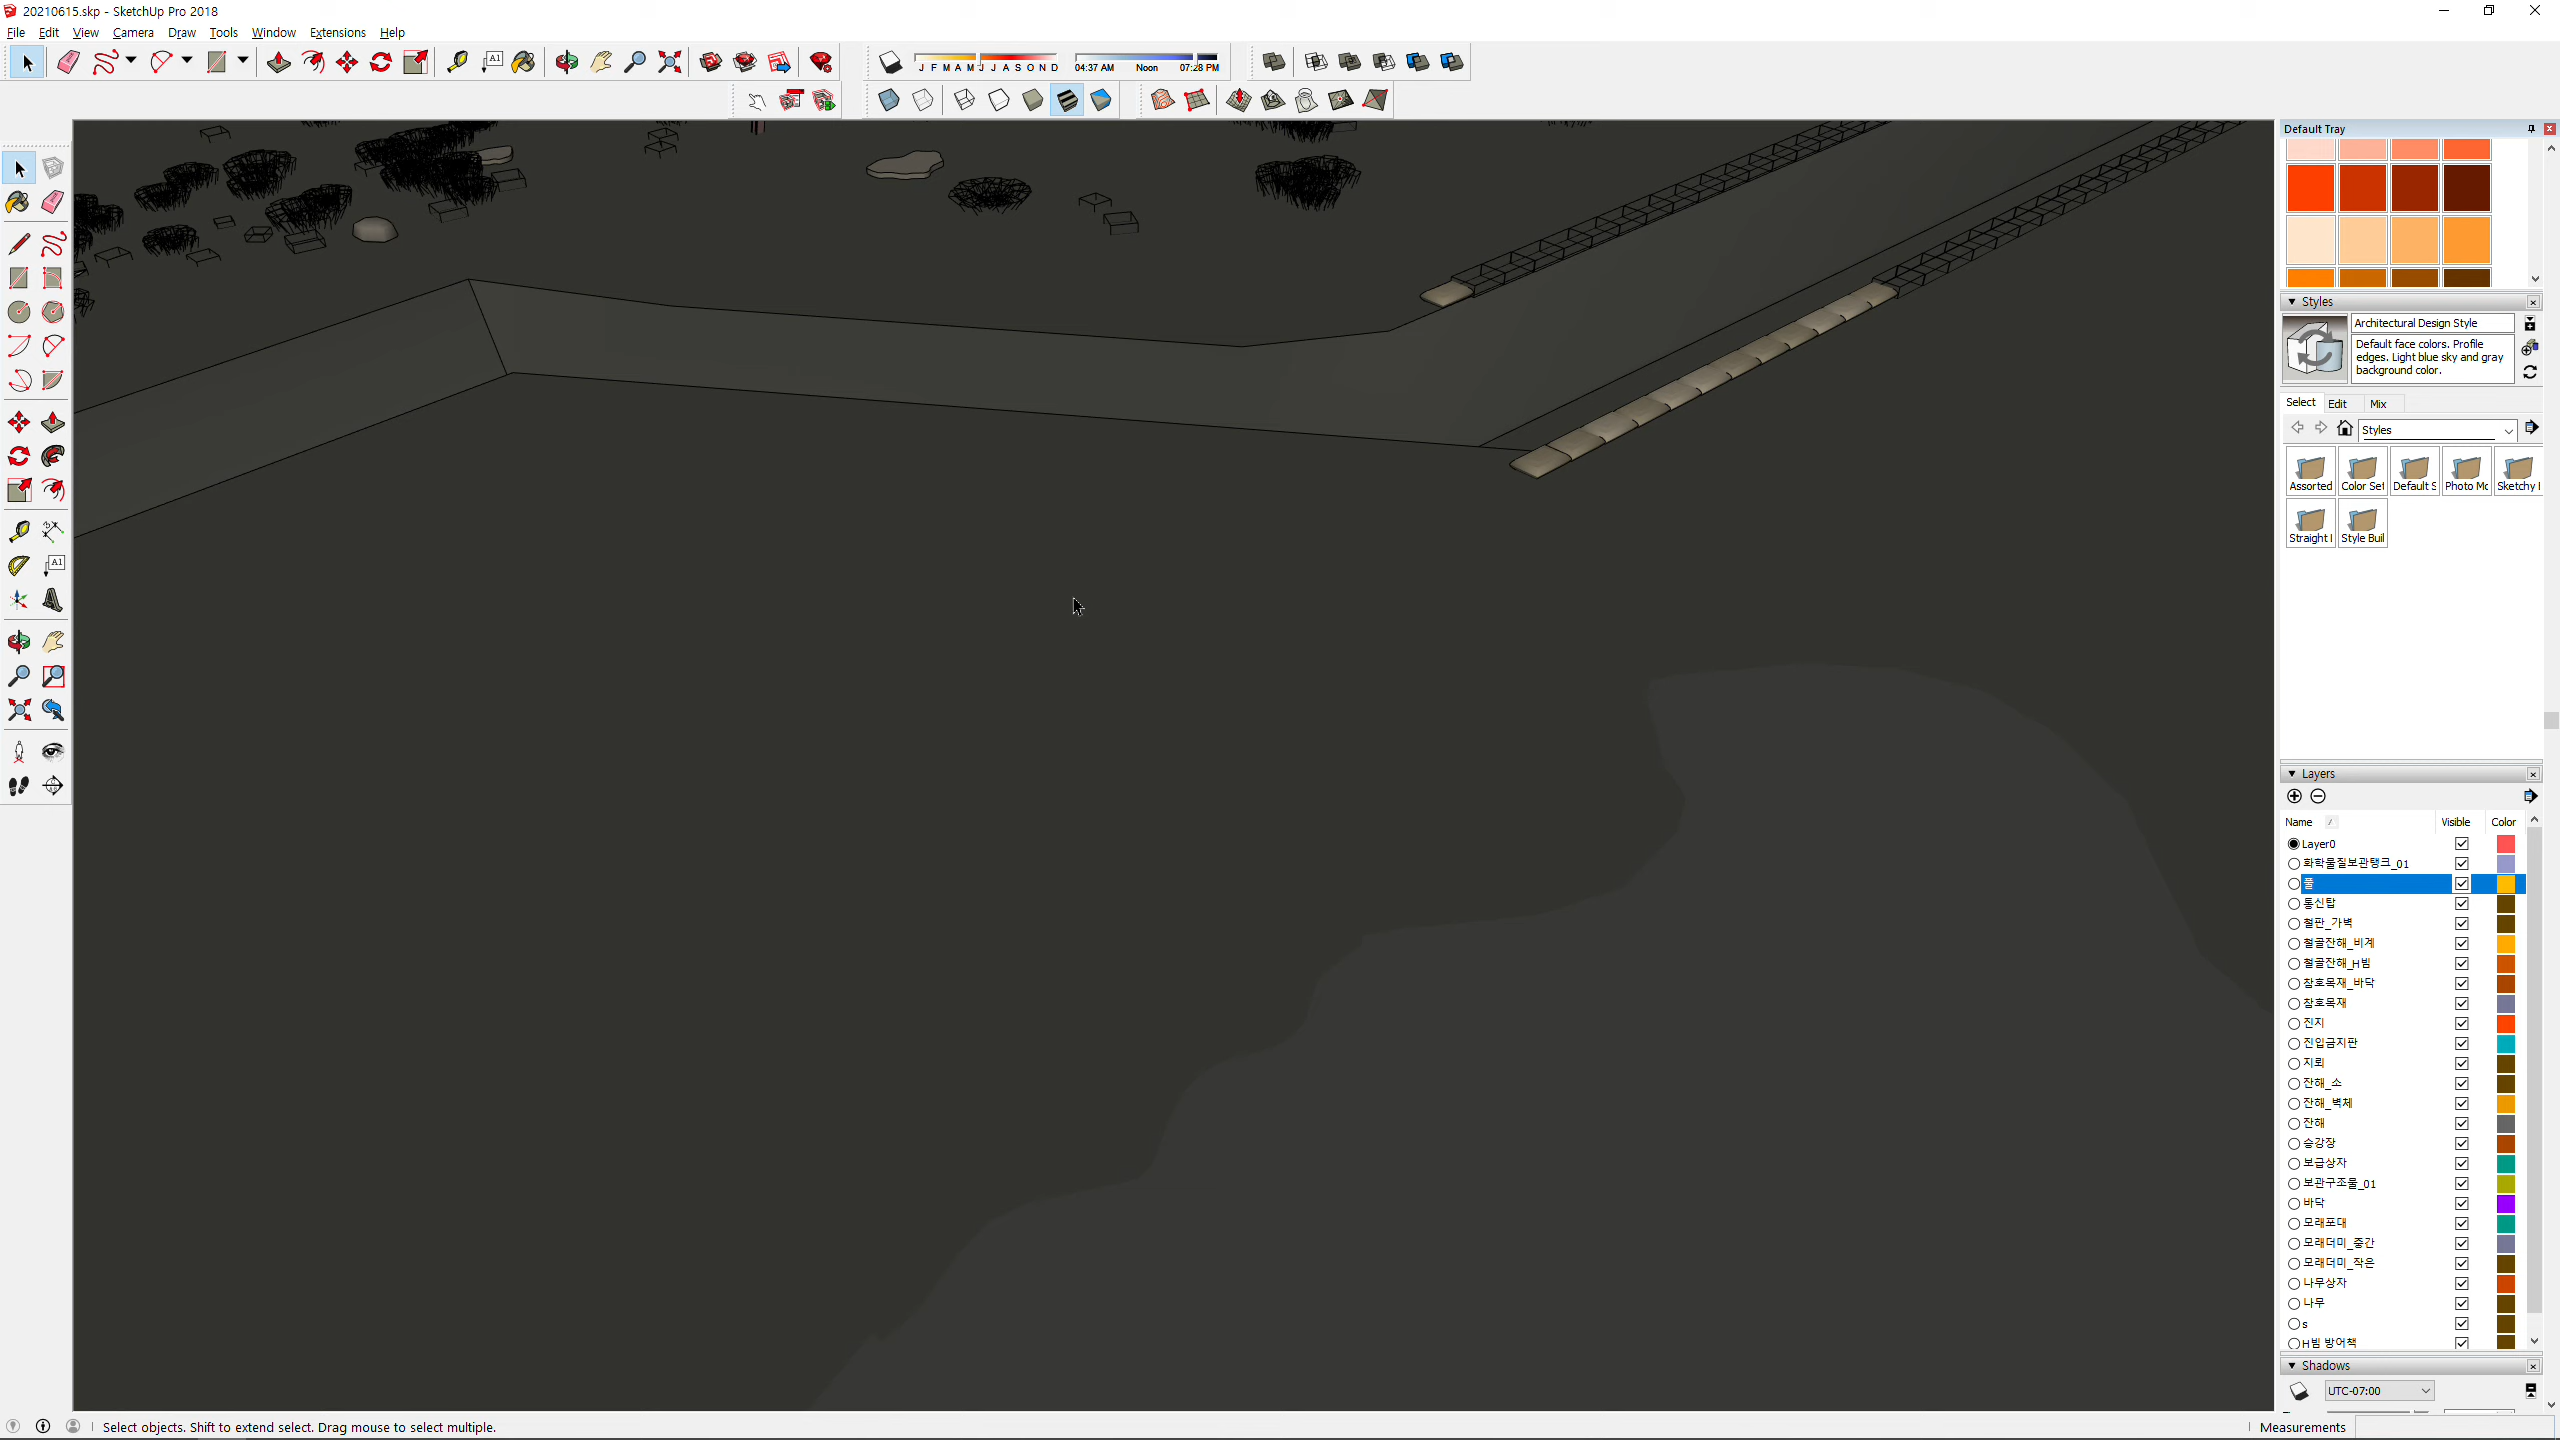 20210615.skp - SketchUp Pro 2018
File Edit View Camera Draw Tools Window Extensions Help
A1
J F M A M J J A S O N D
04:37 AM Noon 07:28 PM
Default Tray
Styles
Architectural Design Style
Default face colors. Profile
edges. Light blue sky and gray
background color.
Select Edit Mix
Styles
Assorted Color Set Default S Photo Mo Sketchy
Straight Style Buil
A1
Layers
Name Visible Color
Layer0
화학물질보관탱크_01
풀
통신탑
철판_가벽
철골잔해_비계
철골잔해_H빔
참호목재_바닥
참호목재
진지
진입금지판
지뢰
잔해_소
잔해_벽체
잔해
승강장
보급상자
보관구조물_01
바닥
모래포대
모래더미_중간
모래더미_작은
나무상자
나무
s
H빔 방어책
Shadows
UTC-07:00
Select objects. Shift to extend select. Drag mouse to select multiple.
Measurements